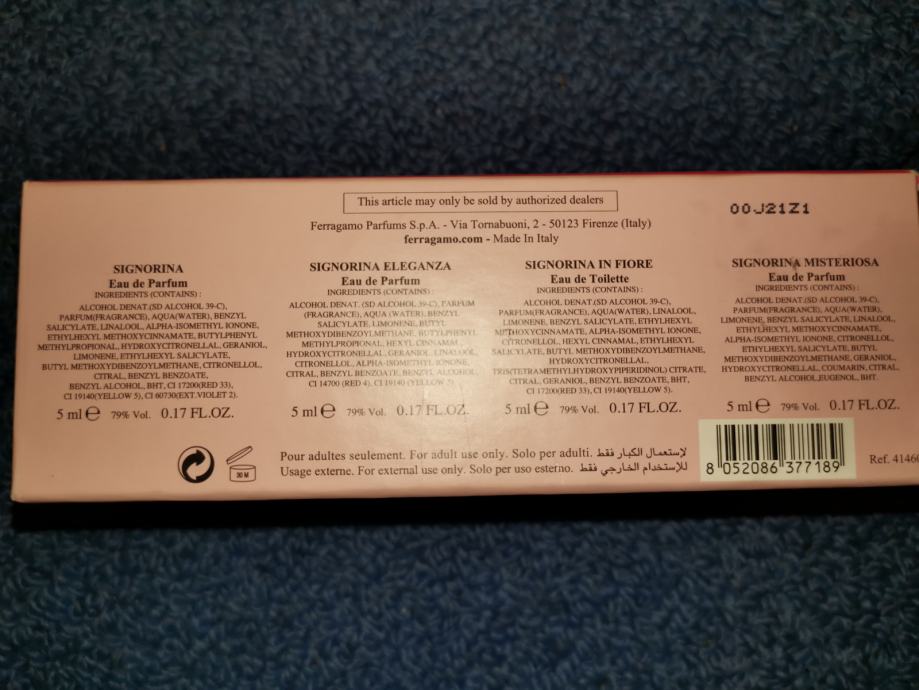 This article may only be sold by authorized dealers
00J21Z1
Ferragamo Parfums S.p.A. - Via Tornabuoni, 2 - 50123 Firenze (Italy)
ferragamo.com - Made In Italy
SIGNORINA
Eau de Parfum
INGREDIENTS (CONTAINS) :
ALCOHOL DENAT. (SD ALCOHOL 39-C),
PARFUM(FRAGRANCE), AQUA(WATER), BENZYL
SALICYLATE, LINALOOL, ALPHA-ISOMETHYL IONONE,
ETHYLHEXYL METHOXYCINNAMATE, BUTYLPHENYL
METHYLPROPIONAL, HYDROXYCITRONELLAL, GERANIOL,
LIMONENE, ETHYLHEXYL SALICYLATE,
BUTYL METHOXYDIBENZOYLMETHANE, CITRONELLOL,
CITRAL, BENZYL BENZOATE,
BENZYL ALCOHOL, BHT, CI 17200(RED 33),
CI 19140(YELLOW 5), CI 60730(EXT.VIOLET 2).
5 ml e 79% Vol. 0.17 FL.OZ.
SIGNORINA ELEGANZA
Eau de Parfum
INGREDIENTS (CONTAINS) :
ALCOHOL DENAT. (SD ALCOHOL 39-C), PARFUM
(FRAGRANCE), AQUA (WATER), BENZYL
SALICYLATE, LIMONENE, BUTYL
METHOXYDIBENZOYLMETHANE, BUTYLPHENYL
METHYLPROPIONAL, HEXYL CINNAMAL,
HYDROXYCITRONELLAL, GERANIOL, LINALOOL,
CITRONELLOL, ALPHA-ISOMETHYL IONONE,
CITRAL, BENZYL BENZOATE, BENZYL ALCOHOL,
CI 14700 (RED 4), CI 19140 (YELLOW 5)
5 ml e 79% Vol. 0.17 FL.OZ.
SIGNORINA IN FIORE
Eau de Toilette
INGREDIENTS (CONTAINS) :
ALCOHOL DENAT.(SD ALCOHOL 39-C),
PARFUM(FRAGRANCE), AQUA(WATER), LINALOOL,
LIMONENE, BENZYL SALICYLATE, ETHYLHEXYL
METHOXYCINNAMATE, ALPHA-ISOMETHYL IONONE,
CITRONELLOL, HEXYL CINNAMAL, ETHYLHEXYL
SALICYLATE, BUTYL METHOXYDIBENZOYLMETHANE,
HYDROXYCITRONELLAL,
TRIS(TETRAMETHYLHYDROXYPIPERIDINOL) CITRATE,
CITRAL, GERANIOL, BENZYL BENZOATE, BHT,
CI 17200(RED 33), CI 19140(YELLOW 5).
5 ml e 79% Vol. 0.17 FL.OZ.
SIGNORINA MISTERIOSA
Eau de Parfum
INGREDIENTS (CONTAINS) :
ALCOHOL DENAT.(SD ALCOHOL 39-C),
PARFUM(FRAGRANCE), AQUA(WATER),
LIMONENE, BENZYL SALICYLATE, LINALOOL,
ETHYLHEXYL METHOXYCINNAMATE,
ALPHA-ISOMETHYL IONONE, CITRONELLOL,
ETHYLHEXYL SALICYLATE, BUTYL
METHOXYDIBENZOYLMETHANE, GERANIOL,
HYDROXYCITRONELLAL, COUMARIN, CITRAL,
BENZYL ALCOHOL,EUGENOL, BHT.
5 ml e 79% Vol. 0.17 FL.OZ.
30 M
Pour adultes seulement. For adult use only. Solo per adulti. لإستعمال الكبار فقط
Usage externe. For external use only. Solo per uso esterno. للإستخدام الخارجي فقط
8 052086 377189
Ref. 41460